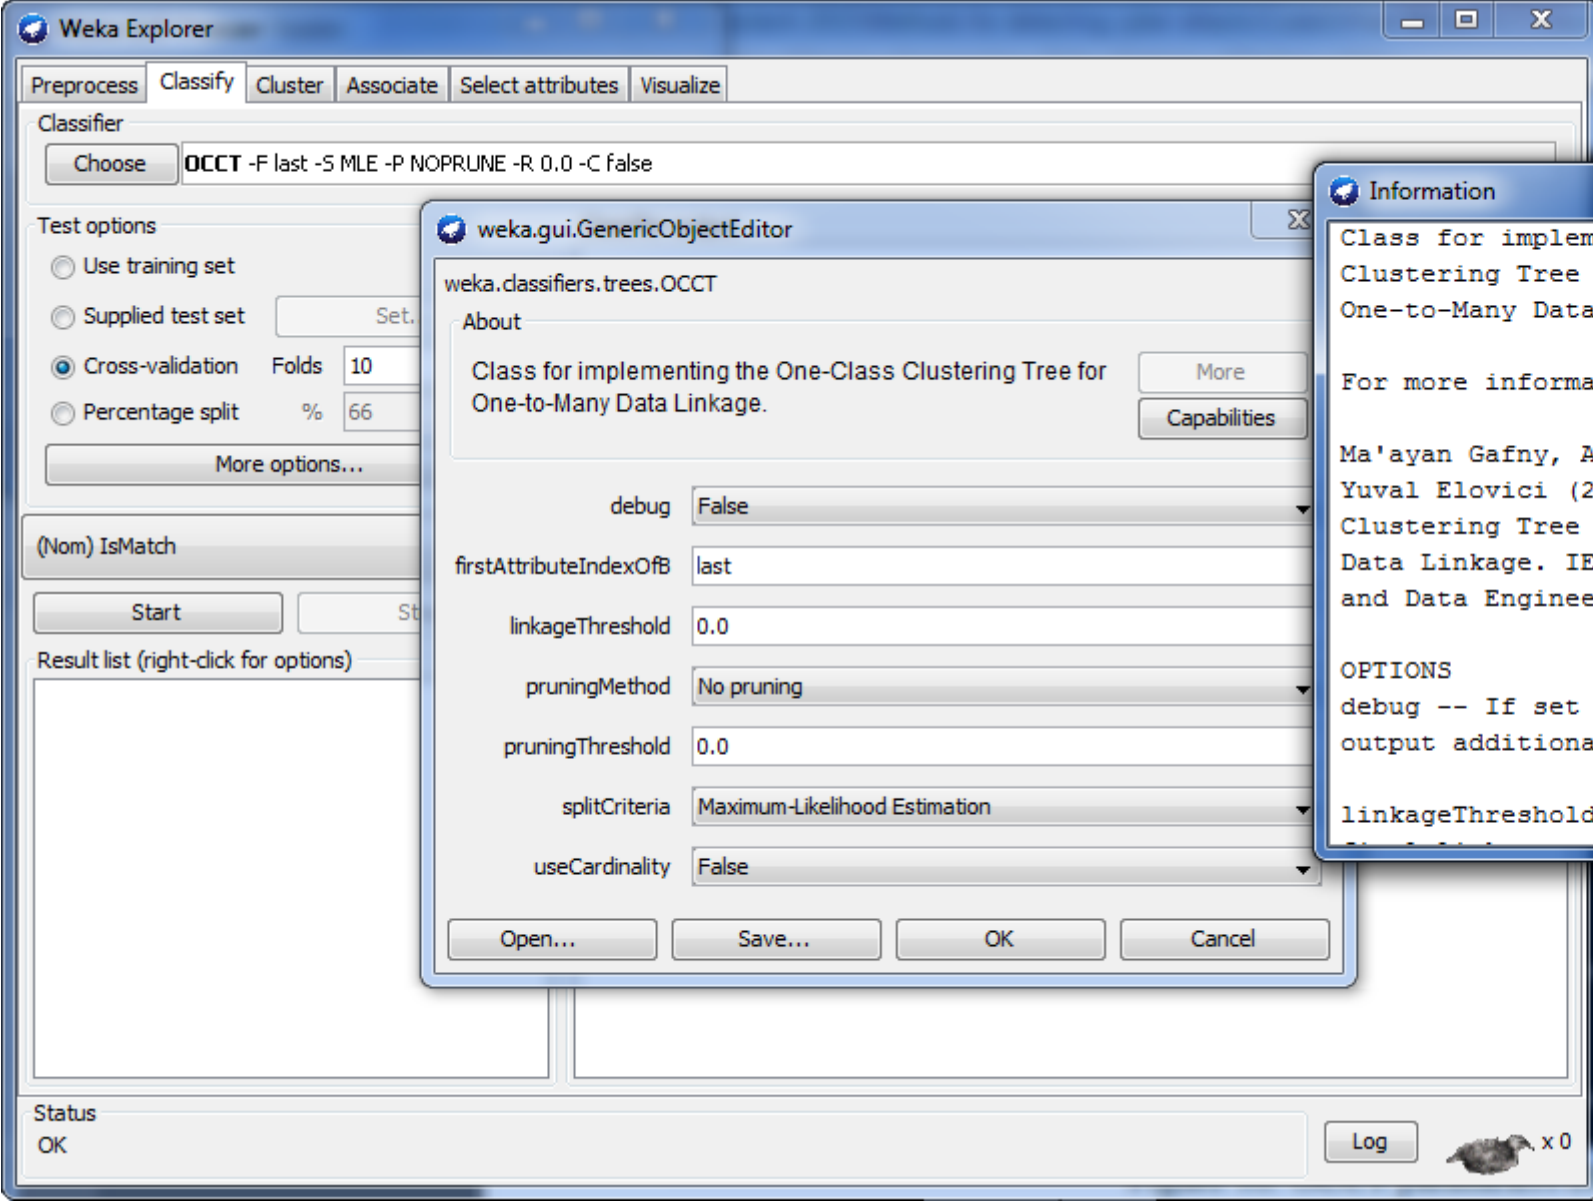 Weka Explorer
Preprocess Classify Cluster Associate Select attributes Visualize
Classifier
Choose OCCT -F last -S MLE -P NOPRUNE -R 0.0 -C false
Test options
Use training set
Supplied test set Set.
Cross-validation Folds 10
Percentage split % 66
More options...
(Nom) IsMatch
Start St
Result list (right-click for options)
weka.gui.GenericObjectEditor
weka.classifiers.trees.OCCT
About
Class for implementing the One-Class Clustering Tree for
One-to-Many Data Linkage.
More
Capabilities
debug False
firstAttributeIndexOfB last
linkageThreshold 0.0
pruningMethod No pruning
pruningThreshold 0.0
splitCriteria Maximum-Likelihood Estimation
useCardinality False
Open... Save... OK Cancel
Information
Class for implem
Clustering Tree
One-to-Many Data
For more informa
Ma'ayan Gafny, A
Yuval Elovici (2
Clustering Tree
Data Linkage. IE
and Data Enginee
OPTIONS
debug -- If set
output additiona
linkageThreshold
Status
OK
Log x 0